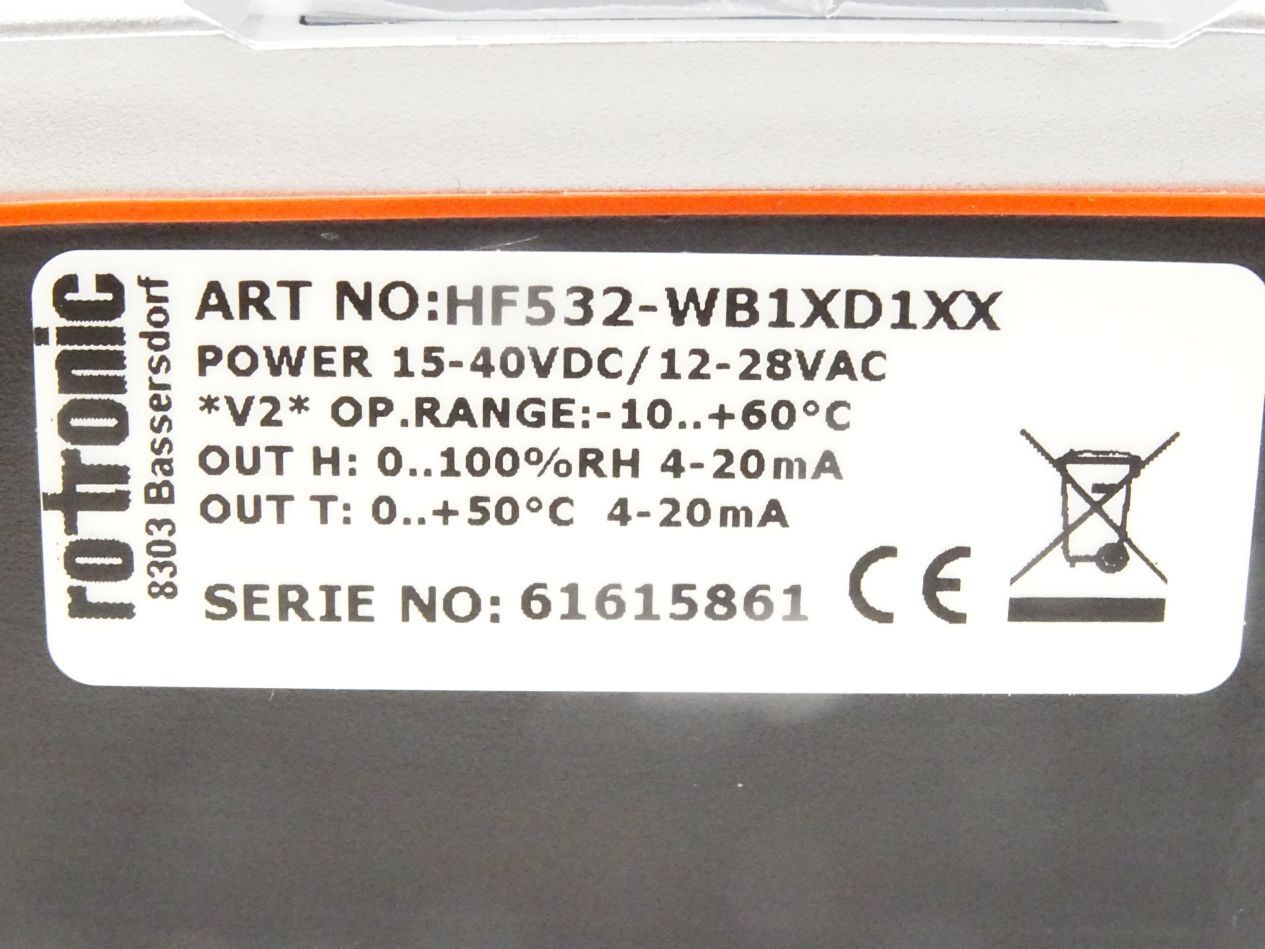 rotronic
8303 Bassersdorf
ART NO:HF532-WB1XD1XX
POWER 15-40VDC/12-28VAC
*V2* OP.RANGE:-10..+60°C
OUT H: 0..100%RH 4-20mA
OUT T: 0..+50°C 4-20mA
SERIE NO: 61615861 CE